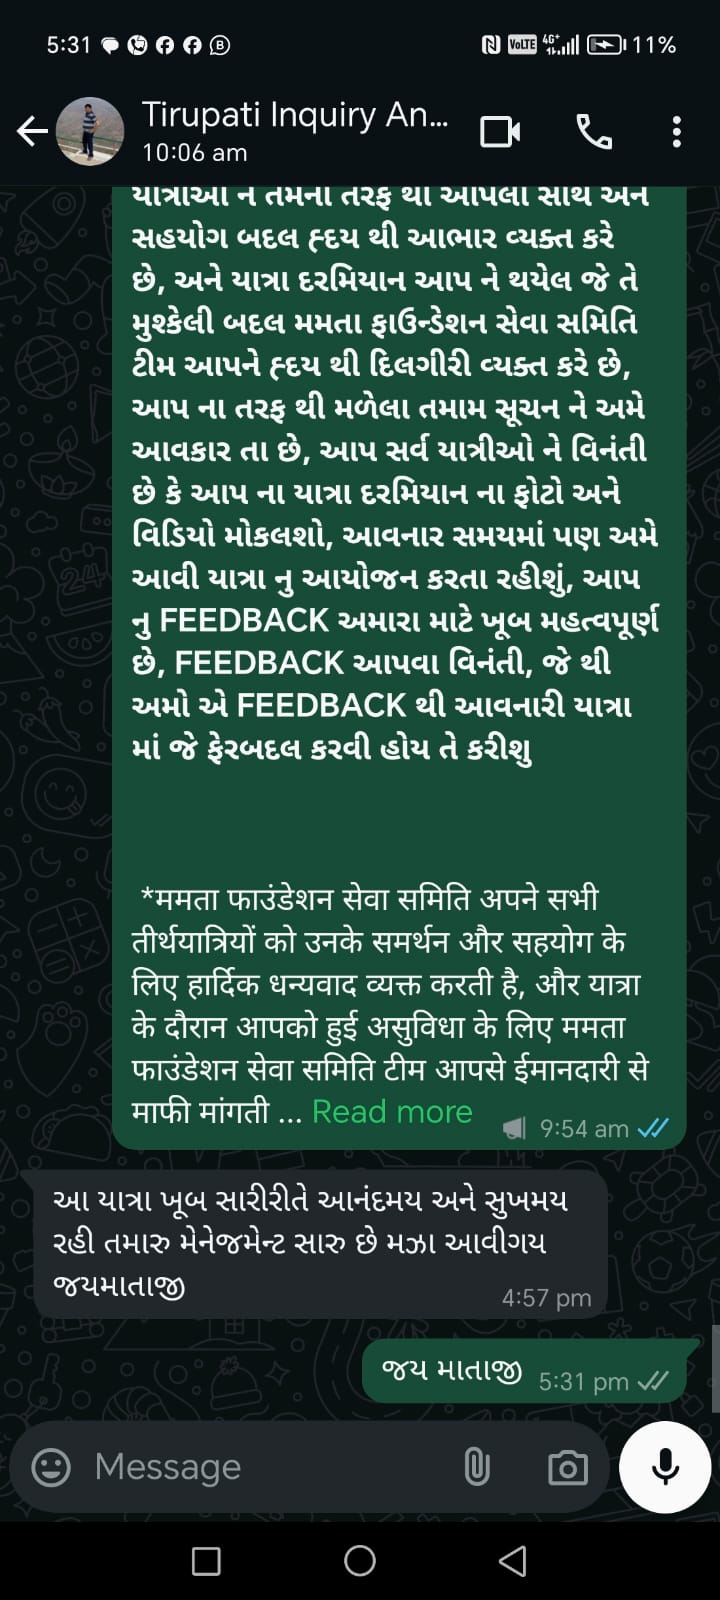 5:31
VoLTE 4G+ 11%
Tirupati Inquiry An...
10:06 am
યાત્રીઓ ને તેમના તરફ થી આપેલા સાથ અને
સહયોગ બદલ હ્દય થી આભાર વ્યક્ત કરે
છે, અને યાત્રા દરમિયાન આપ ને થયેલ જે તે
મુશ્કેલી બદલ મમતા ફાઉન્ડેશન સેવા સમિતિ
ટીમ આપને હ્દય થી દિલગીરી વ્યક્ત કરે છે,
આપ ના તરફ થી મળેલા તમામ સૂચન ને અમે
આવકાર તા છે, આપ સર્વ યાત્રીઓ ને વિનંતી
છે કે આપ ના યાત્રા દરમિયાન ના ફોટો અને
વિડિયો મોકલશો, આવનાર સમયમાં પણ અમે
આવી યાત્રા નુ આયોજન કરતા રહીશું, આપ
નુ FEEDBACK અમારા માટે ખૂબ મહત્વપૂર્ણ
છે, FEEDBACK આપવા વિનંતી, જે થી
અમો એ FEEDBACK થી આવનારી યાત્રા
માં જે ફેરબદલ કરવી હોય તે કરીશુ
*ममता फाउंडेशन सेवा समिति अपने सभी
तीर्थयात्रियों को उनके समर्थन और सहयोग के
लिए हार्दिक धन्यवाद व्यक्त करती है, और यात्रा
के दौरान आपको हुई असुविधा के लिए ममता
फाउंडेशन सेवा समिति टीम आपसे ईमानदारी से
माफी मांगती ... Read more
9:54 am
આ યાત્રા ખૂબ સારીરીતે આનંદમય અને સુખમય
રહી તમારુ મેનેજમેન્ટ સારુ છે મઝા આવીગય
જયમાતાજી
4:57 pm
જય માતાજી
5:31 pm
Message